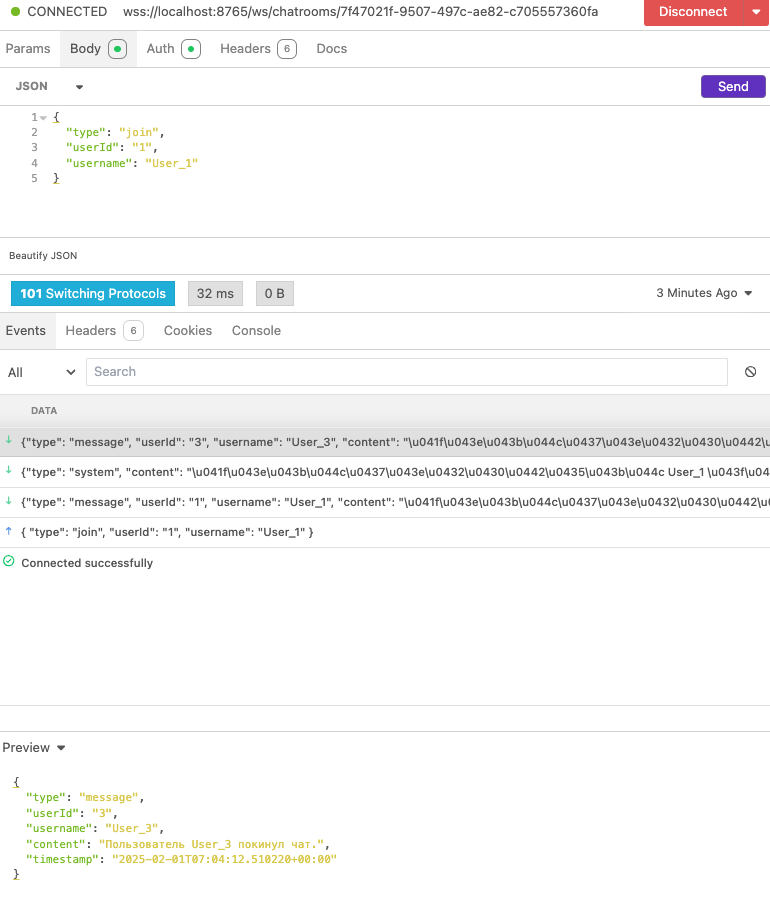 CONNECTED wss://localhost:8765/ws/chatrooms/7f47021f-9507-497c-ae82-c705557360fa Disconnect
Params Body Auth Headers 6 Docs
JSON Send
1 {
2 "type": "join",
3 "userId": "1",
4 "username": "User_1"
5 }
Beautify JSON
101 Switching Protocols 32 ms 0 B 3 Minutes Ago
Events Headers 6 Cookies Console
All Search
DATA
{"type": "message", "userId": "3", "username": "User_3", "content": "\u041f\u043e\u043b\u044c\u0437\u043e\u0432\u0430\u0442\u
{"type": "system", "content": "\u041f\u043e\u043b\u044c\u0437\u043e\u0432\u0430\u0442\u0435\u043b\u044c User_1 \u043f\u04
{"type": "message", "userId": "1", "username": "User_1", "content": "\u041f\u043e\u043b\u044c\u0437\u043e\u0432\u0430\u0442\u0
{ "type": "join", "userId": "1", "username": "User_1" }
Connected successfully
Preview
{
"type": "message",
"userId": "3",
"username": "User_3",
"content": "Пользователь User_3 покинул чат.",
"timestamp": "2025-02-01T07:04:12.510220+00:00"
}